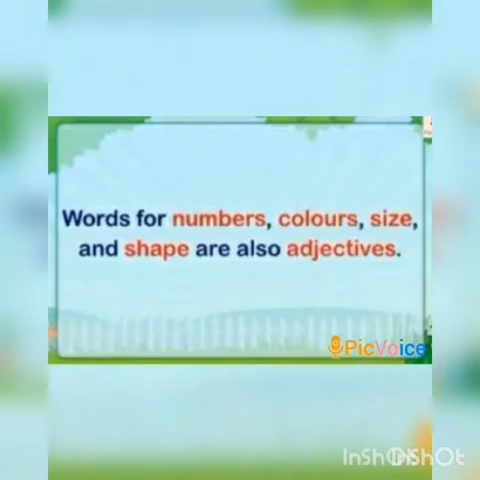 Words for numbers, colours, size,
and shape are also adjectives.
PicVoice
InShOt